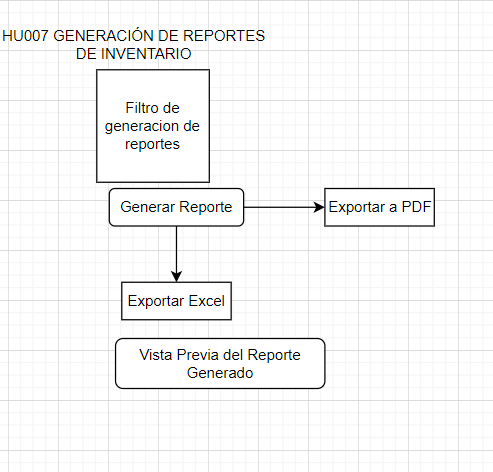 HU007 GENERACIÓN DE REPORTES
DE INVENTARIO
Filtro de
generacion de
reportes
Generar Reporte
Exportar a PDF
Exportar Excel
Vista Previa del Reporte
Generado